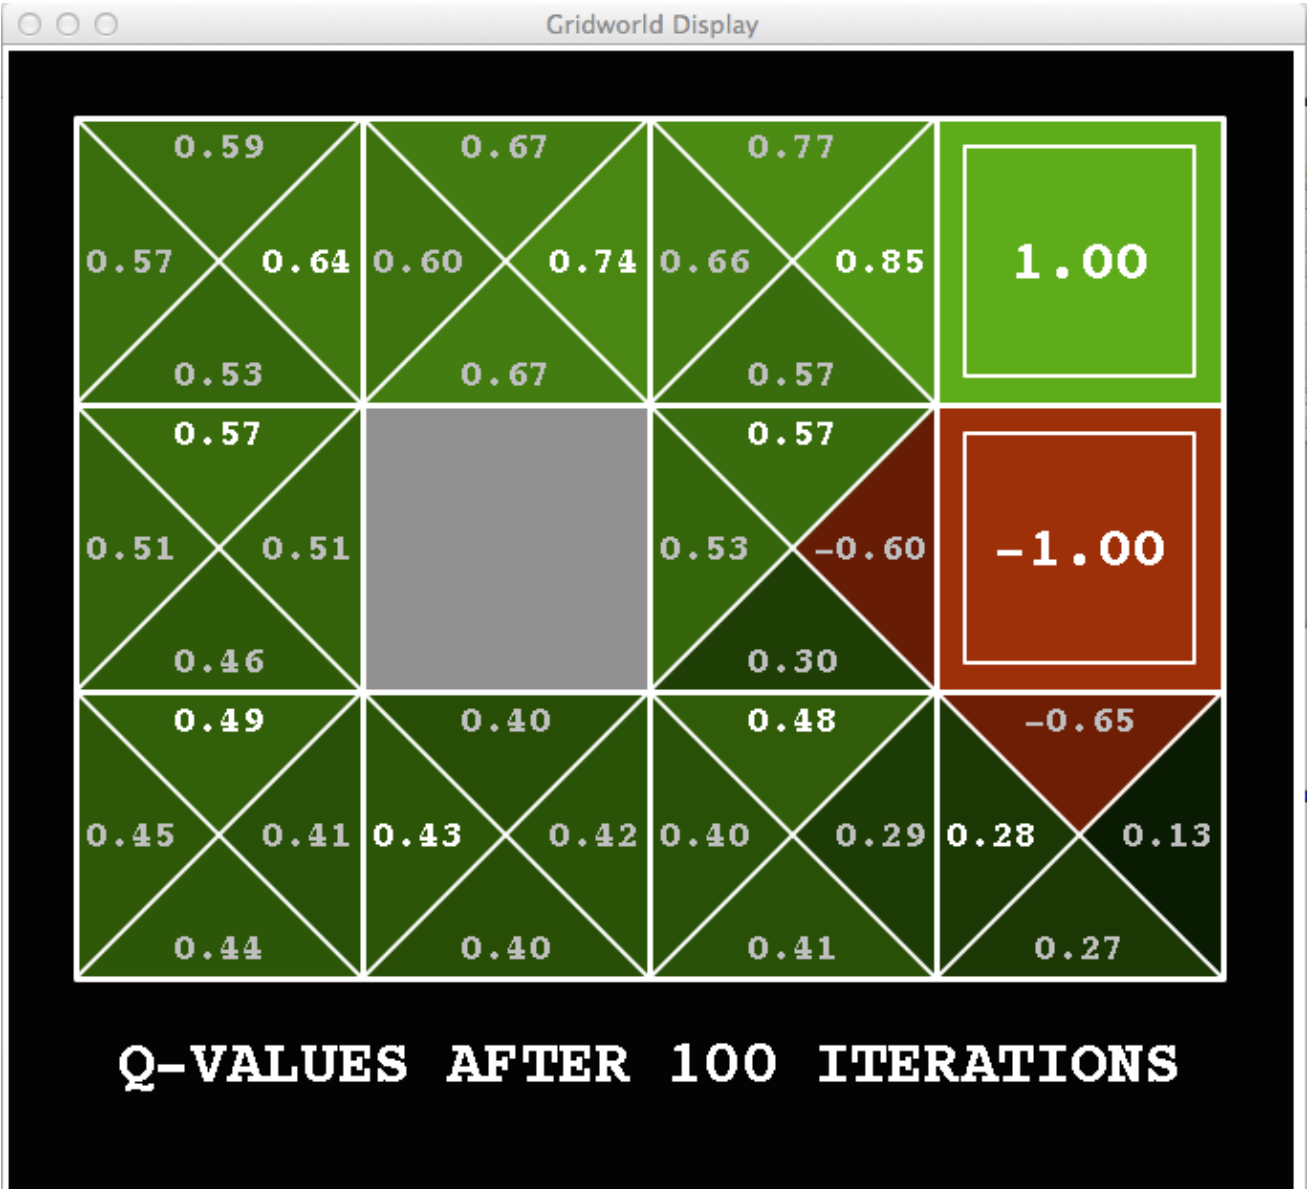 Gridworld Display
0.59 0.67 0.77
0.57 0.64 0.60 0.74 0.66 0.85 1.00
0.53 0.67 0.57
0.57 0.57
0.51 0.51 0.53 -0.60 -1.00
0.46 0.30
0.49 0.40 0.48 -0.65
0.45 0.41 0.43 0.42 0.40 0.29 0.28 0.13
0.44 0.40 0.41 0.27
Q-VALUES AFTER 100 ITERATIONS